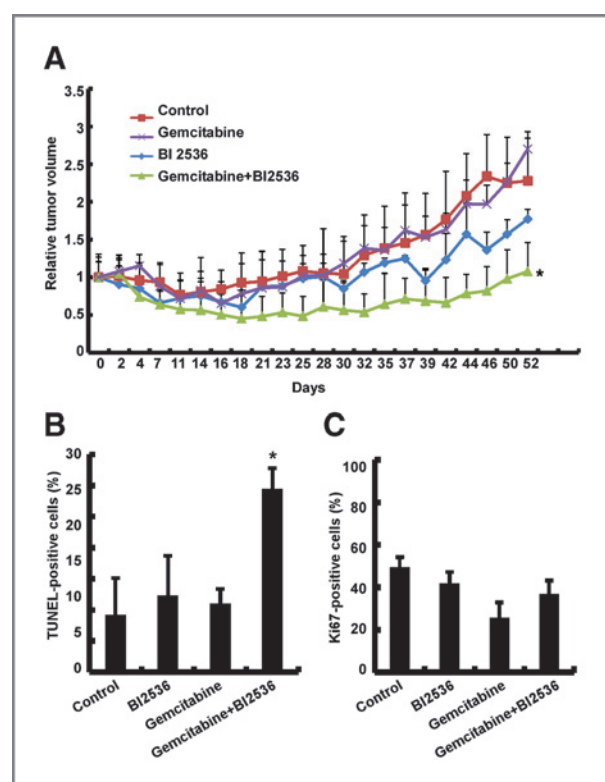 A
Relative tumor volume
3.5
3
2.5
2
1.5
1
0.5
0
Control
Gemcitabine
BI 2536
Gemcitabine+BI2536
*
0 2 4 7 11 14 16 18 21 23 25 28 30 32 35 37 39 42 44 46 50 52
Days
B
TUNEL-positive cells (%)
30
25
20
15
10
5
0
*
Control
BI2536
Gemcitabine
Gemcitabine+BI2536
C
Ki67-positive cells (%)
100
80
60
40
20
0
Control
BI2536
Gemcitabine
Gemcitabine+BI2536